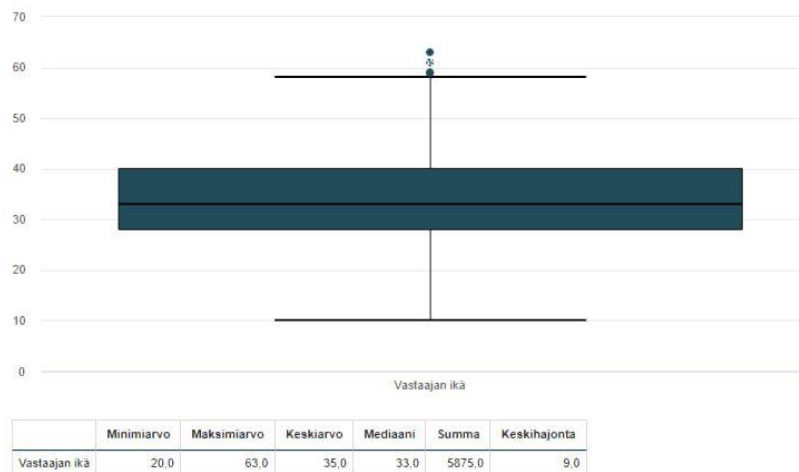 70
60
50
40
30
20
10
0
Vastaajan ikä
Minimiarvo Maksimiarvo Keskiarvo Mediaani Summa Keskihajonta
Vastaajan ikä 20,0 63,0 35,0 33,0 5875,0 9,0